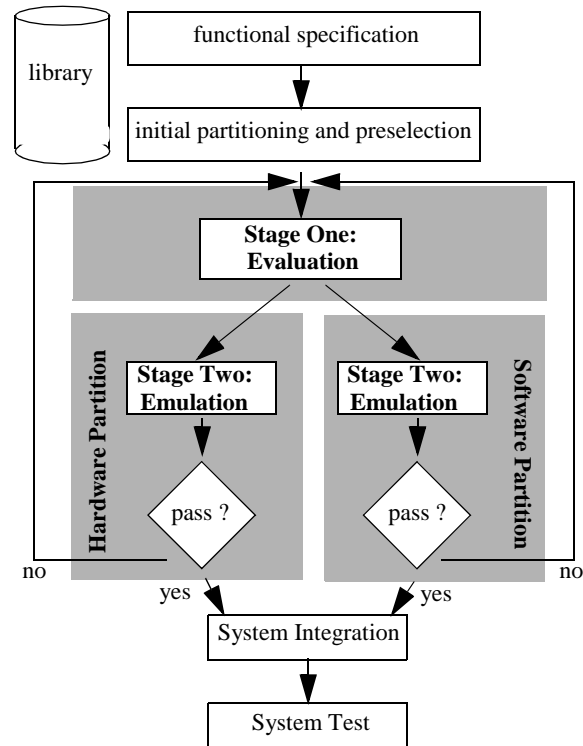 functional specification
library
initial partitioning and preselection
Stage One:
Evaluation
Hardware Partition
Stage Two:
Emulation
Stage Two:
Emulation
Software Partition
pass ?
pass ?
no
no
yes
yes
System Integration
System Test